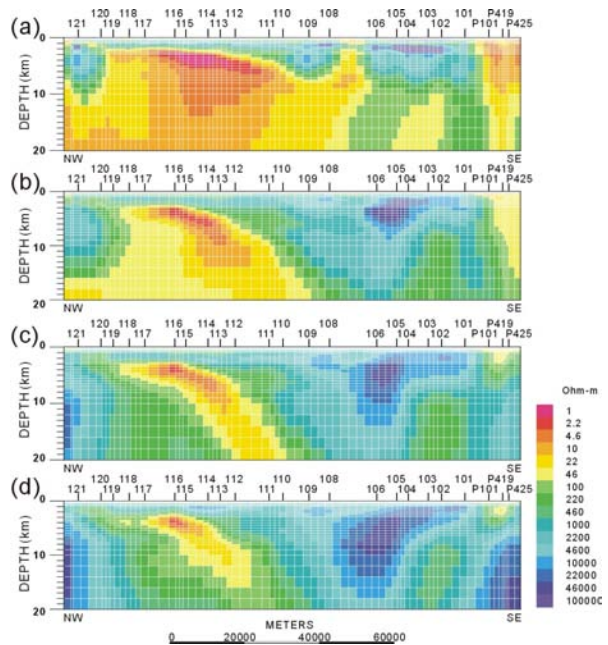 (a)
121 120 119 118 117 116 115 114 113 112 111 110 109 108 107 106 105 104 103 102 101 P101 P419 P425
0
10
20
DEPTH (km)
NW
SE
(b)
121 120 119 118 117 116 115 114 113 112 111 110 109 106 105 104 103 102 101 P101 P419 P425
0
10
20
DEPTH (km)
NW
SE
(c)
121 120 119 118 117 116 115 114 113 112 111 110 109 106 105 104 103 102 101 P101 P419 P425
0
10
20
DEPTH (km)
NW
SE
(d)
121 120 119 118 117 116 115 114 113 112 111 110 109 106 105 104 103 102 101 P101 P419 P425
0
10
20
DEPTH (km)
NW
SE
METERS
0 20000 40000 60000
Ohm-m
1
2.2
4.6
10
22
46
100
220
460
1000
2200
4600
10000
22000
46000
10000C